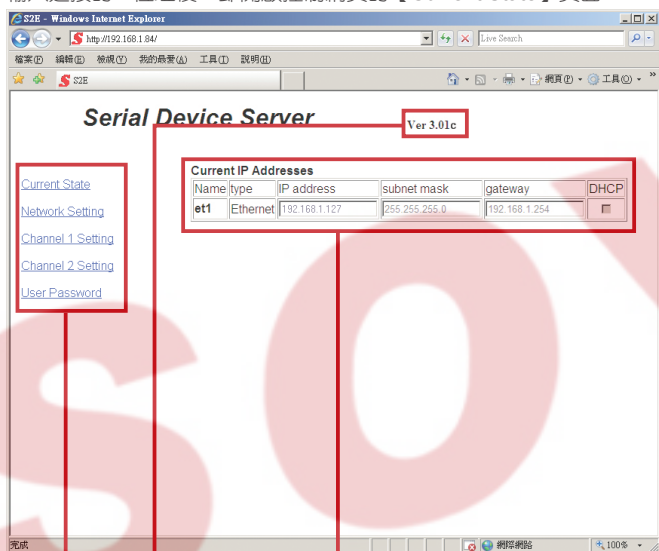 S2E - Windows Internet Explorer
http://192.168.1.84/
Live Search
檔案(F) 編輯(E) 檢視(V) 我的最愛(A) 工具(T) 說明(H)
S2E
網頁(P) 工具(O)
Serial Device Server
Ver 3.01c
Current IP Addresses
Name type IP address subnet mask gateway DHCP
et1 Ethernet 192.168.1.127 255.255.255.0 192.168.1.254
Current State
Network Setting
Channel 1 Setting
Channel 2 Setting
User Password
完成
網際網路
100%